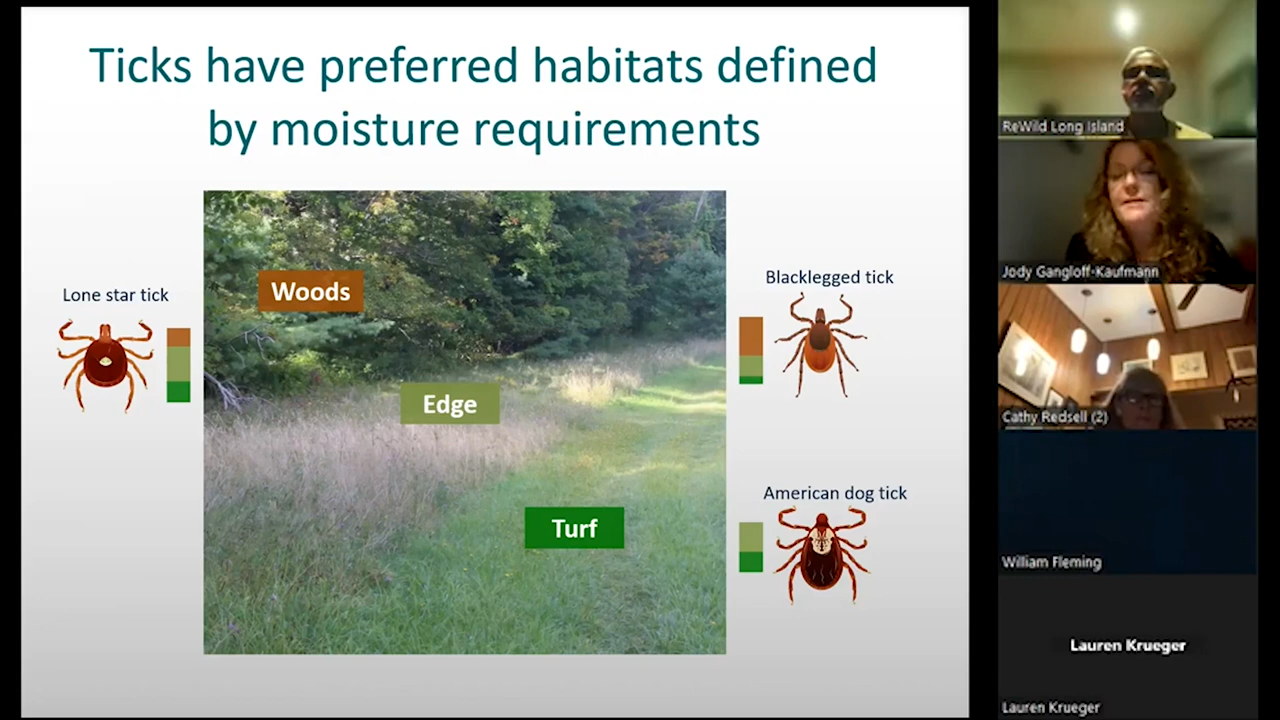 Ticks have preferred habitats defined
by moisture requirements
Lone star tick
Woods
Edge
Turf
Blacklegged tick
American dog tick
ReWild Long Island
Jody Gangloff-Kaufmann
Cathy Redsell (2)
William Fleming
Lauren Krueger
Lauren Krueger